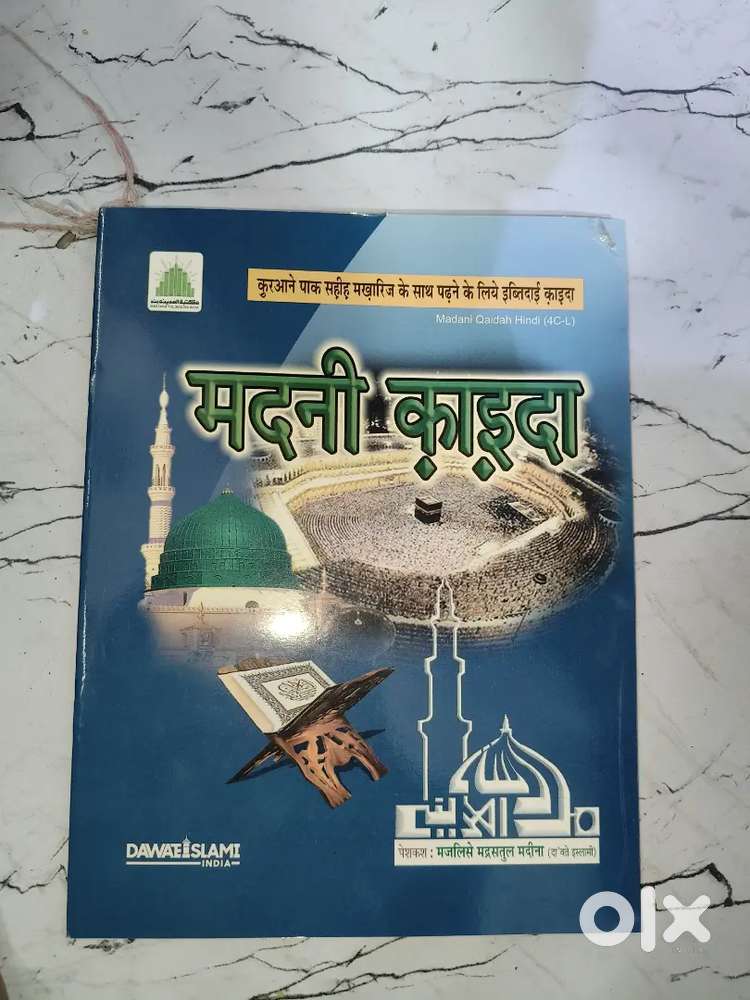 क़ुरआने पाक सह़ीह़ मख़ारिज के साथ पढ़ने के लिये इब्तिदाई क़ाइदा
Madani Qaidah Hindi (4C-L)
मदनी क़ाइ़दा
DAWATEISLAMI
INDIA
पेशकश : मजलिसे मद्रसतुल मदीना (दा'वते इस्लामी)
olx